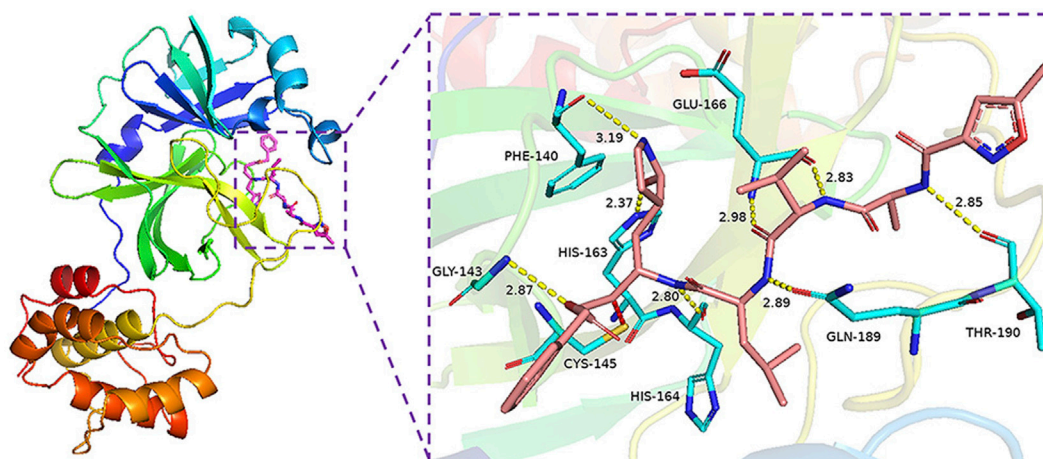 GLU-166
3.19
PHE-140
2.83
2.85
2.37
2.98
HIS-163
GLY-143
2.87
2.80
2.89
THR-190
GLN-189
CYS-145
HIS-164